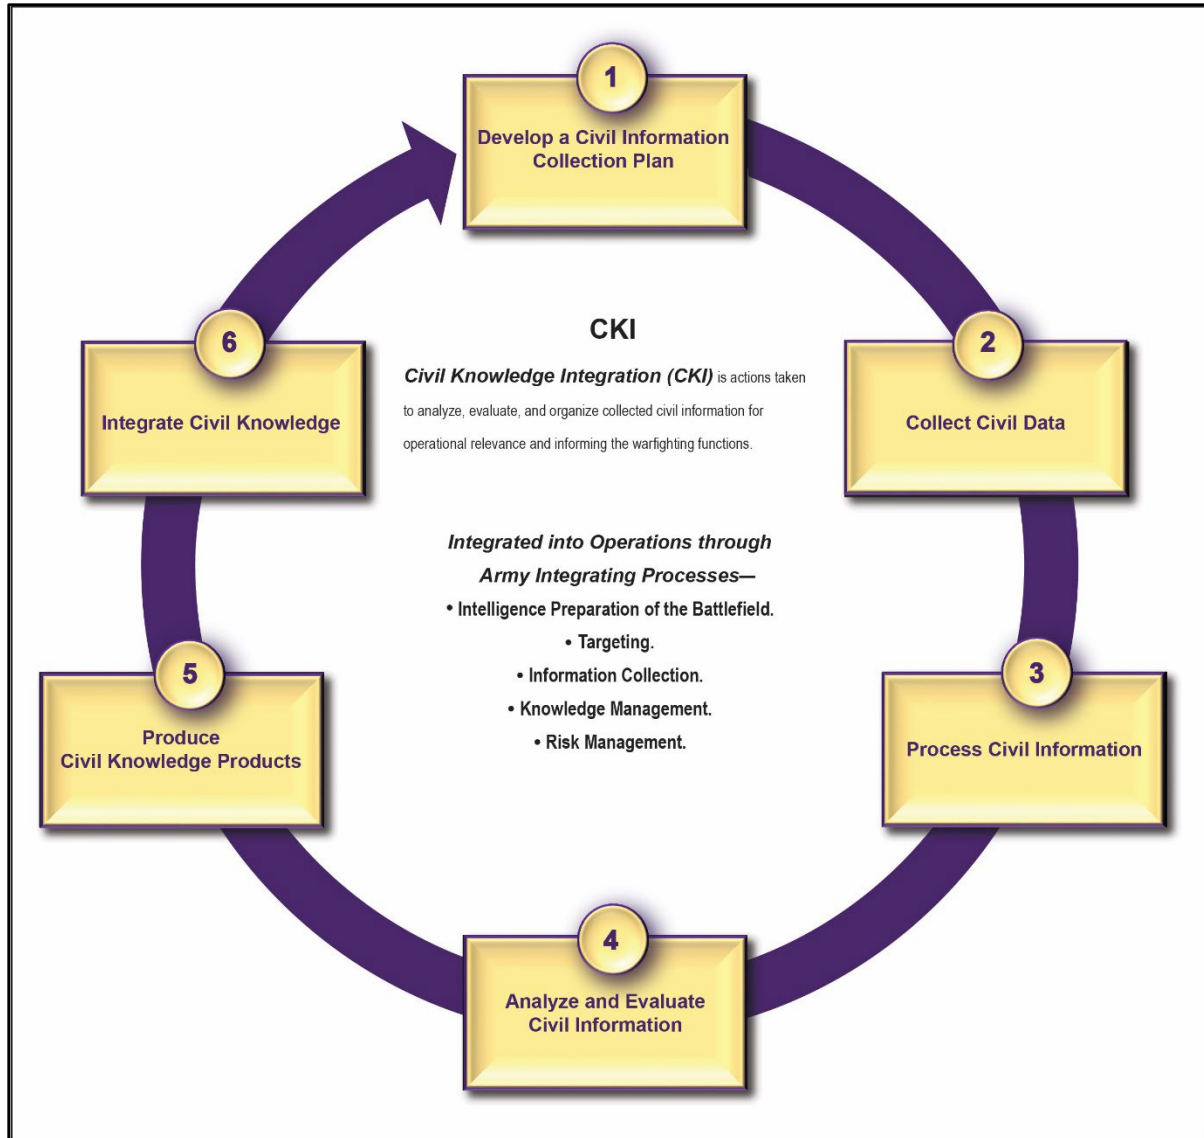 1
Develop a Civil Information
Collection Plan
2
Collect Civil Data
3
Process Civil Information
4
Analyze and Evaluate
Civil Information
5
Produce
Civil Knowledge Products
6
Integrate Civil Knowledge
CKI
Civil Knowledge Integration (CKI) is actions taken
to analyze, evaluate, and organize collected civil information for
operational relevance and informing the warfighting functions.
Integrated into Operations through
Army Integrating Processes—
• Intelligence Preparation of the Battlefield.
• Targeting.
• Information Collection.
• Knowledge Management.
• Risk Management.